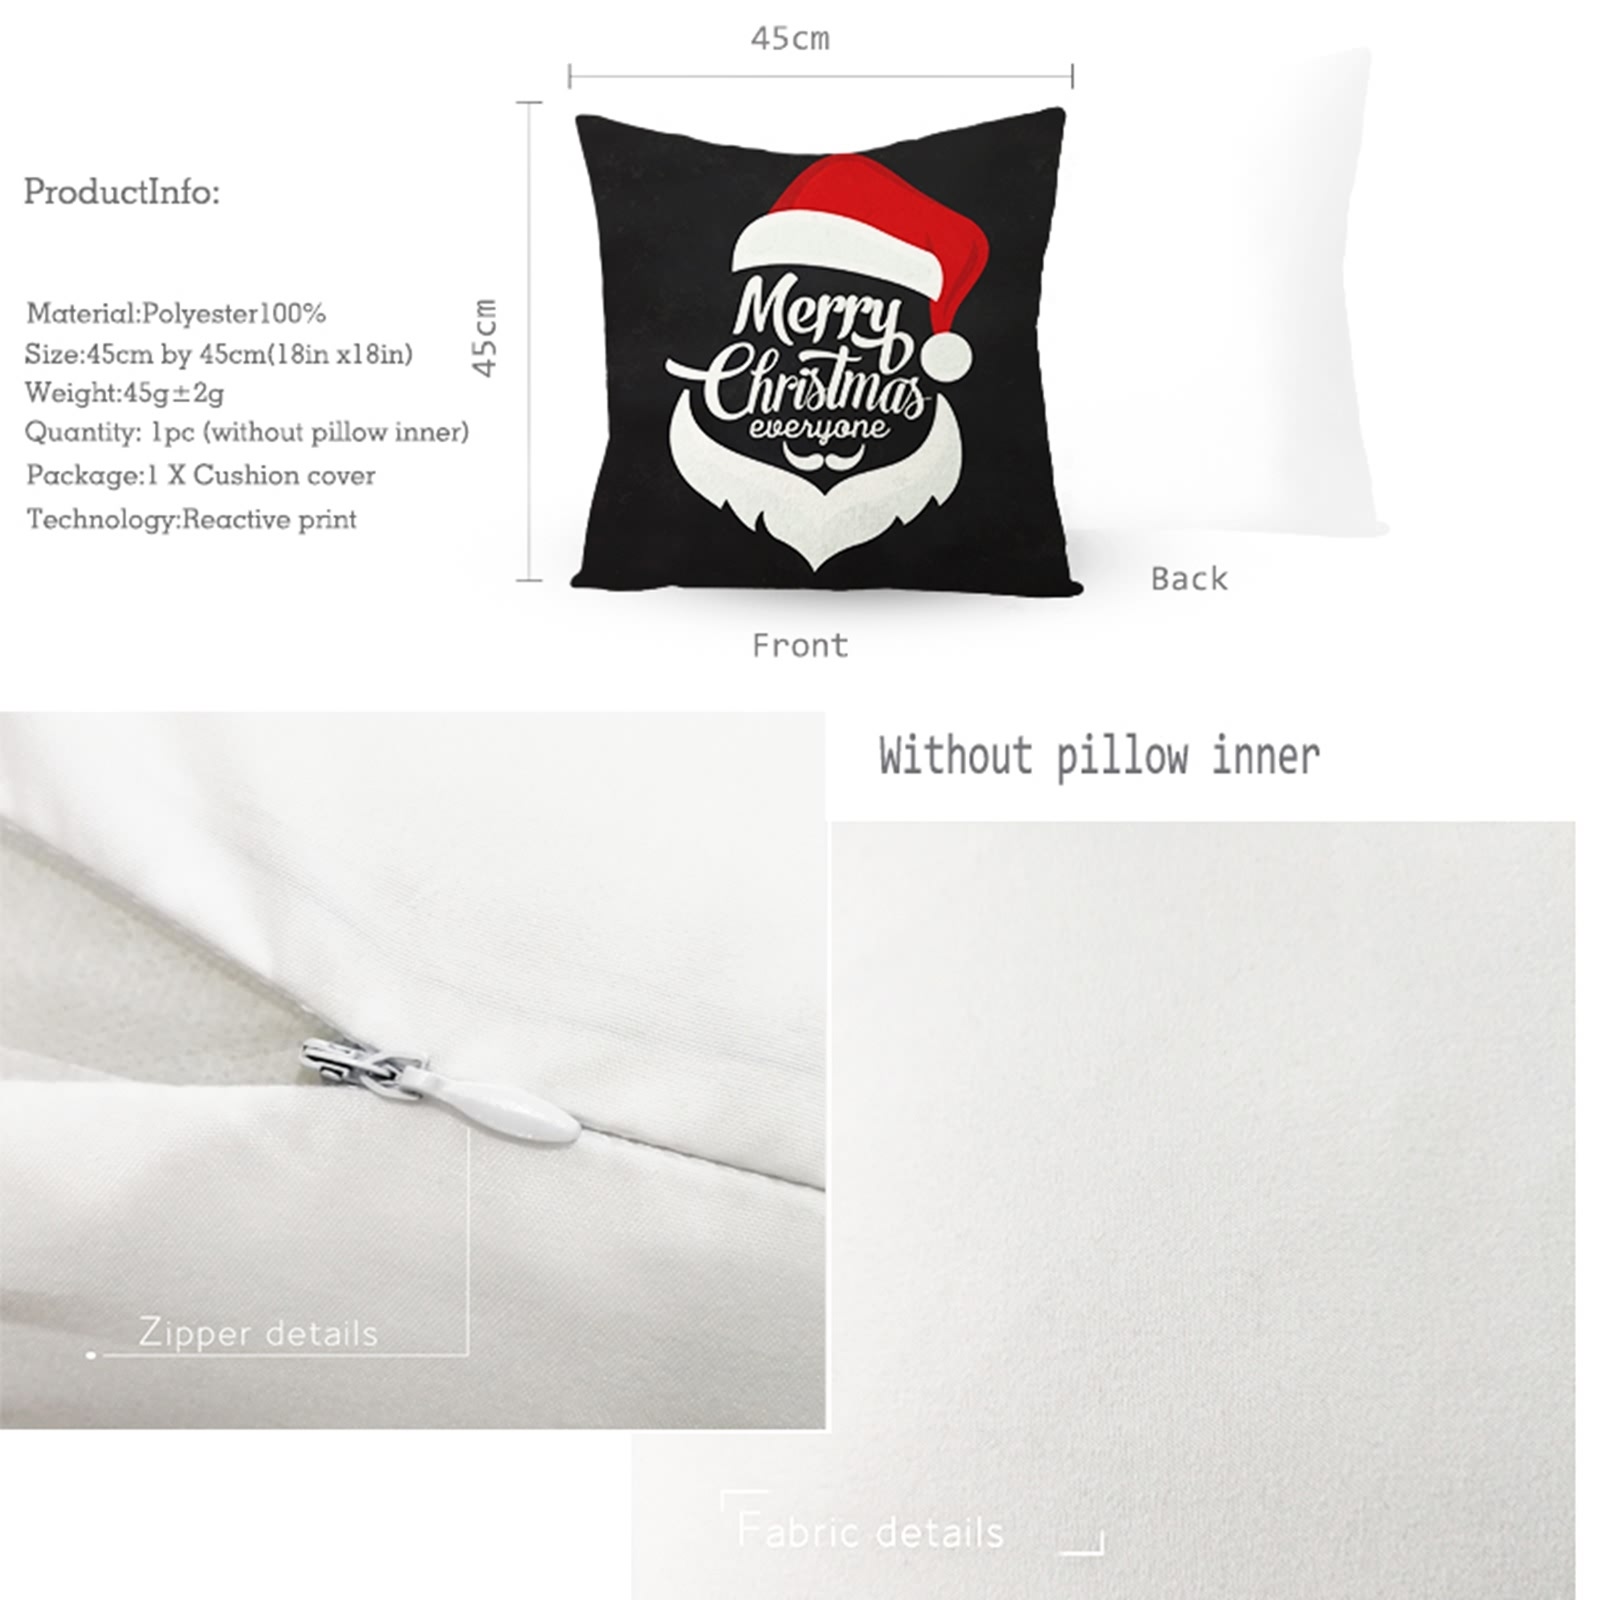 45cm
45cm
ProductInfo:
Material:Polyester100%
Size:45cm by 45cm(18in x18in)
Weight:45g±2g
Quantity: 1pc (without pillow inner)
Package:1 X Cushion cover
Technology:Reactive print
Merry
Christmas
everyone
Back
Front
Without pillow inner
Zipper details
Fabric details